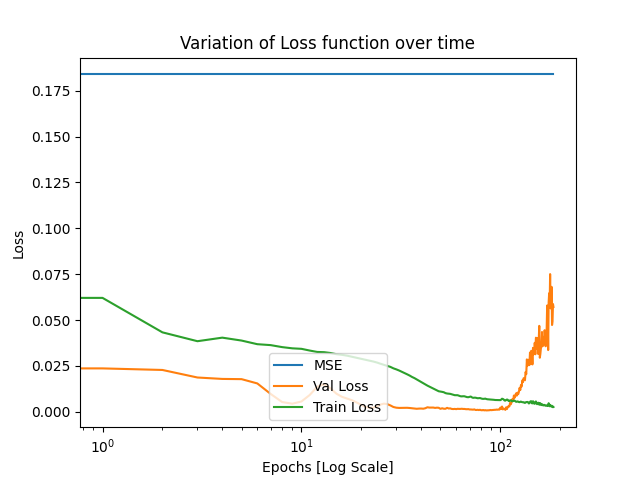 Variation of Loss function over time
0.175
0.150
0.125
0.100
0.075
0.050
0.025
0.000
Loss
MSE
Val Loss
Train Loss
10⁰
10¹
10²
Epochs [Log Scale]